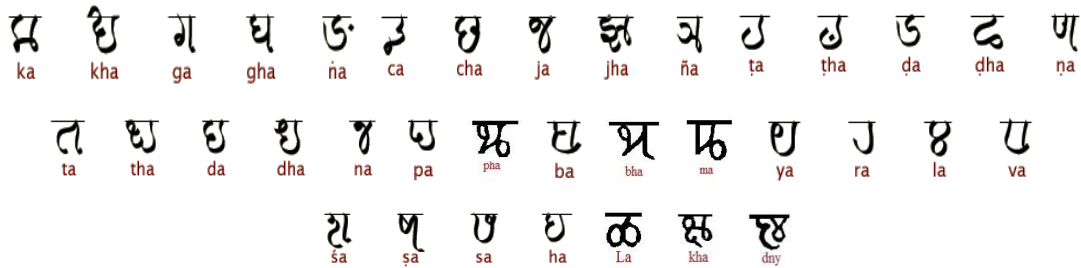 𑘎 𑘏 𑘐 𑘑 𑘒 𑘓 𑘔 𑘕 𑘖 𑘗 𑘘 𑘙 𑘚 𑘛 𑘜
ka kha ga gha ṅa ca cha ja jha ña ṭa ṭha ḍa ḍha ṇa
𑘝 𑘞 𑘟 𑘠 𑘡 𑘢 𑘣 𑘤 𑘥 𑘦 𑘧 𑘨 𑘩 𑘪
ta tha da dha na pa pha ba bha ma ya ra la va
𑘫 𑘬 𑘭 𑘮 𑘯 𑘎𑘿𑘬 𑘕𑘿𑘗
śa ṣa sa ha La kha dny